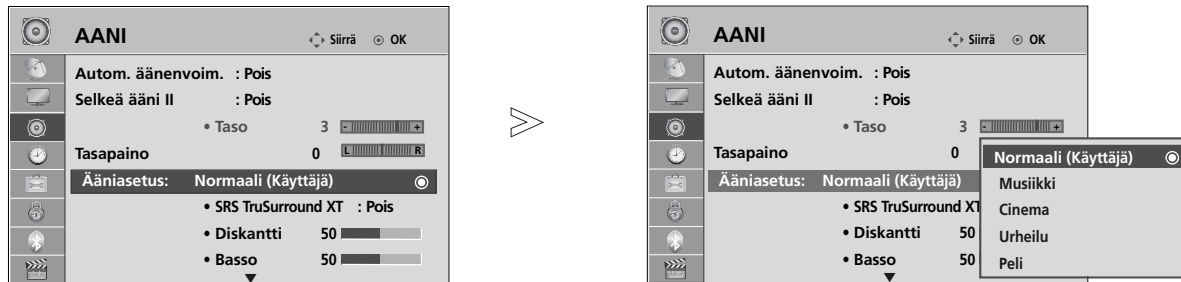 AANI
Siirrä OK
Autom. äänenvoim. : Pois
Selkeä ääni II : Pois
• Taso 3 - +
Tasapaino 0 L R
Ääniasetus: Normaali (Käyttäjä)
• SRS TruSurround XT : Pois
• Diskantti 50
• Basso 50
>
AANI
Siirrä OK
Autom. äänenvoim. : Pois
Selkeä ääni II : Pois
• Taso 3 - +
Tasapaino 0
Ääniasetus: Normaali (Käyttäjä)
• SRS TruSurround XT
• Diskantti 50
• Basso 50
Normaali (Käyttäjä)
Musiikki
Cinema
Urheilu
Peli